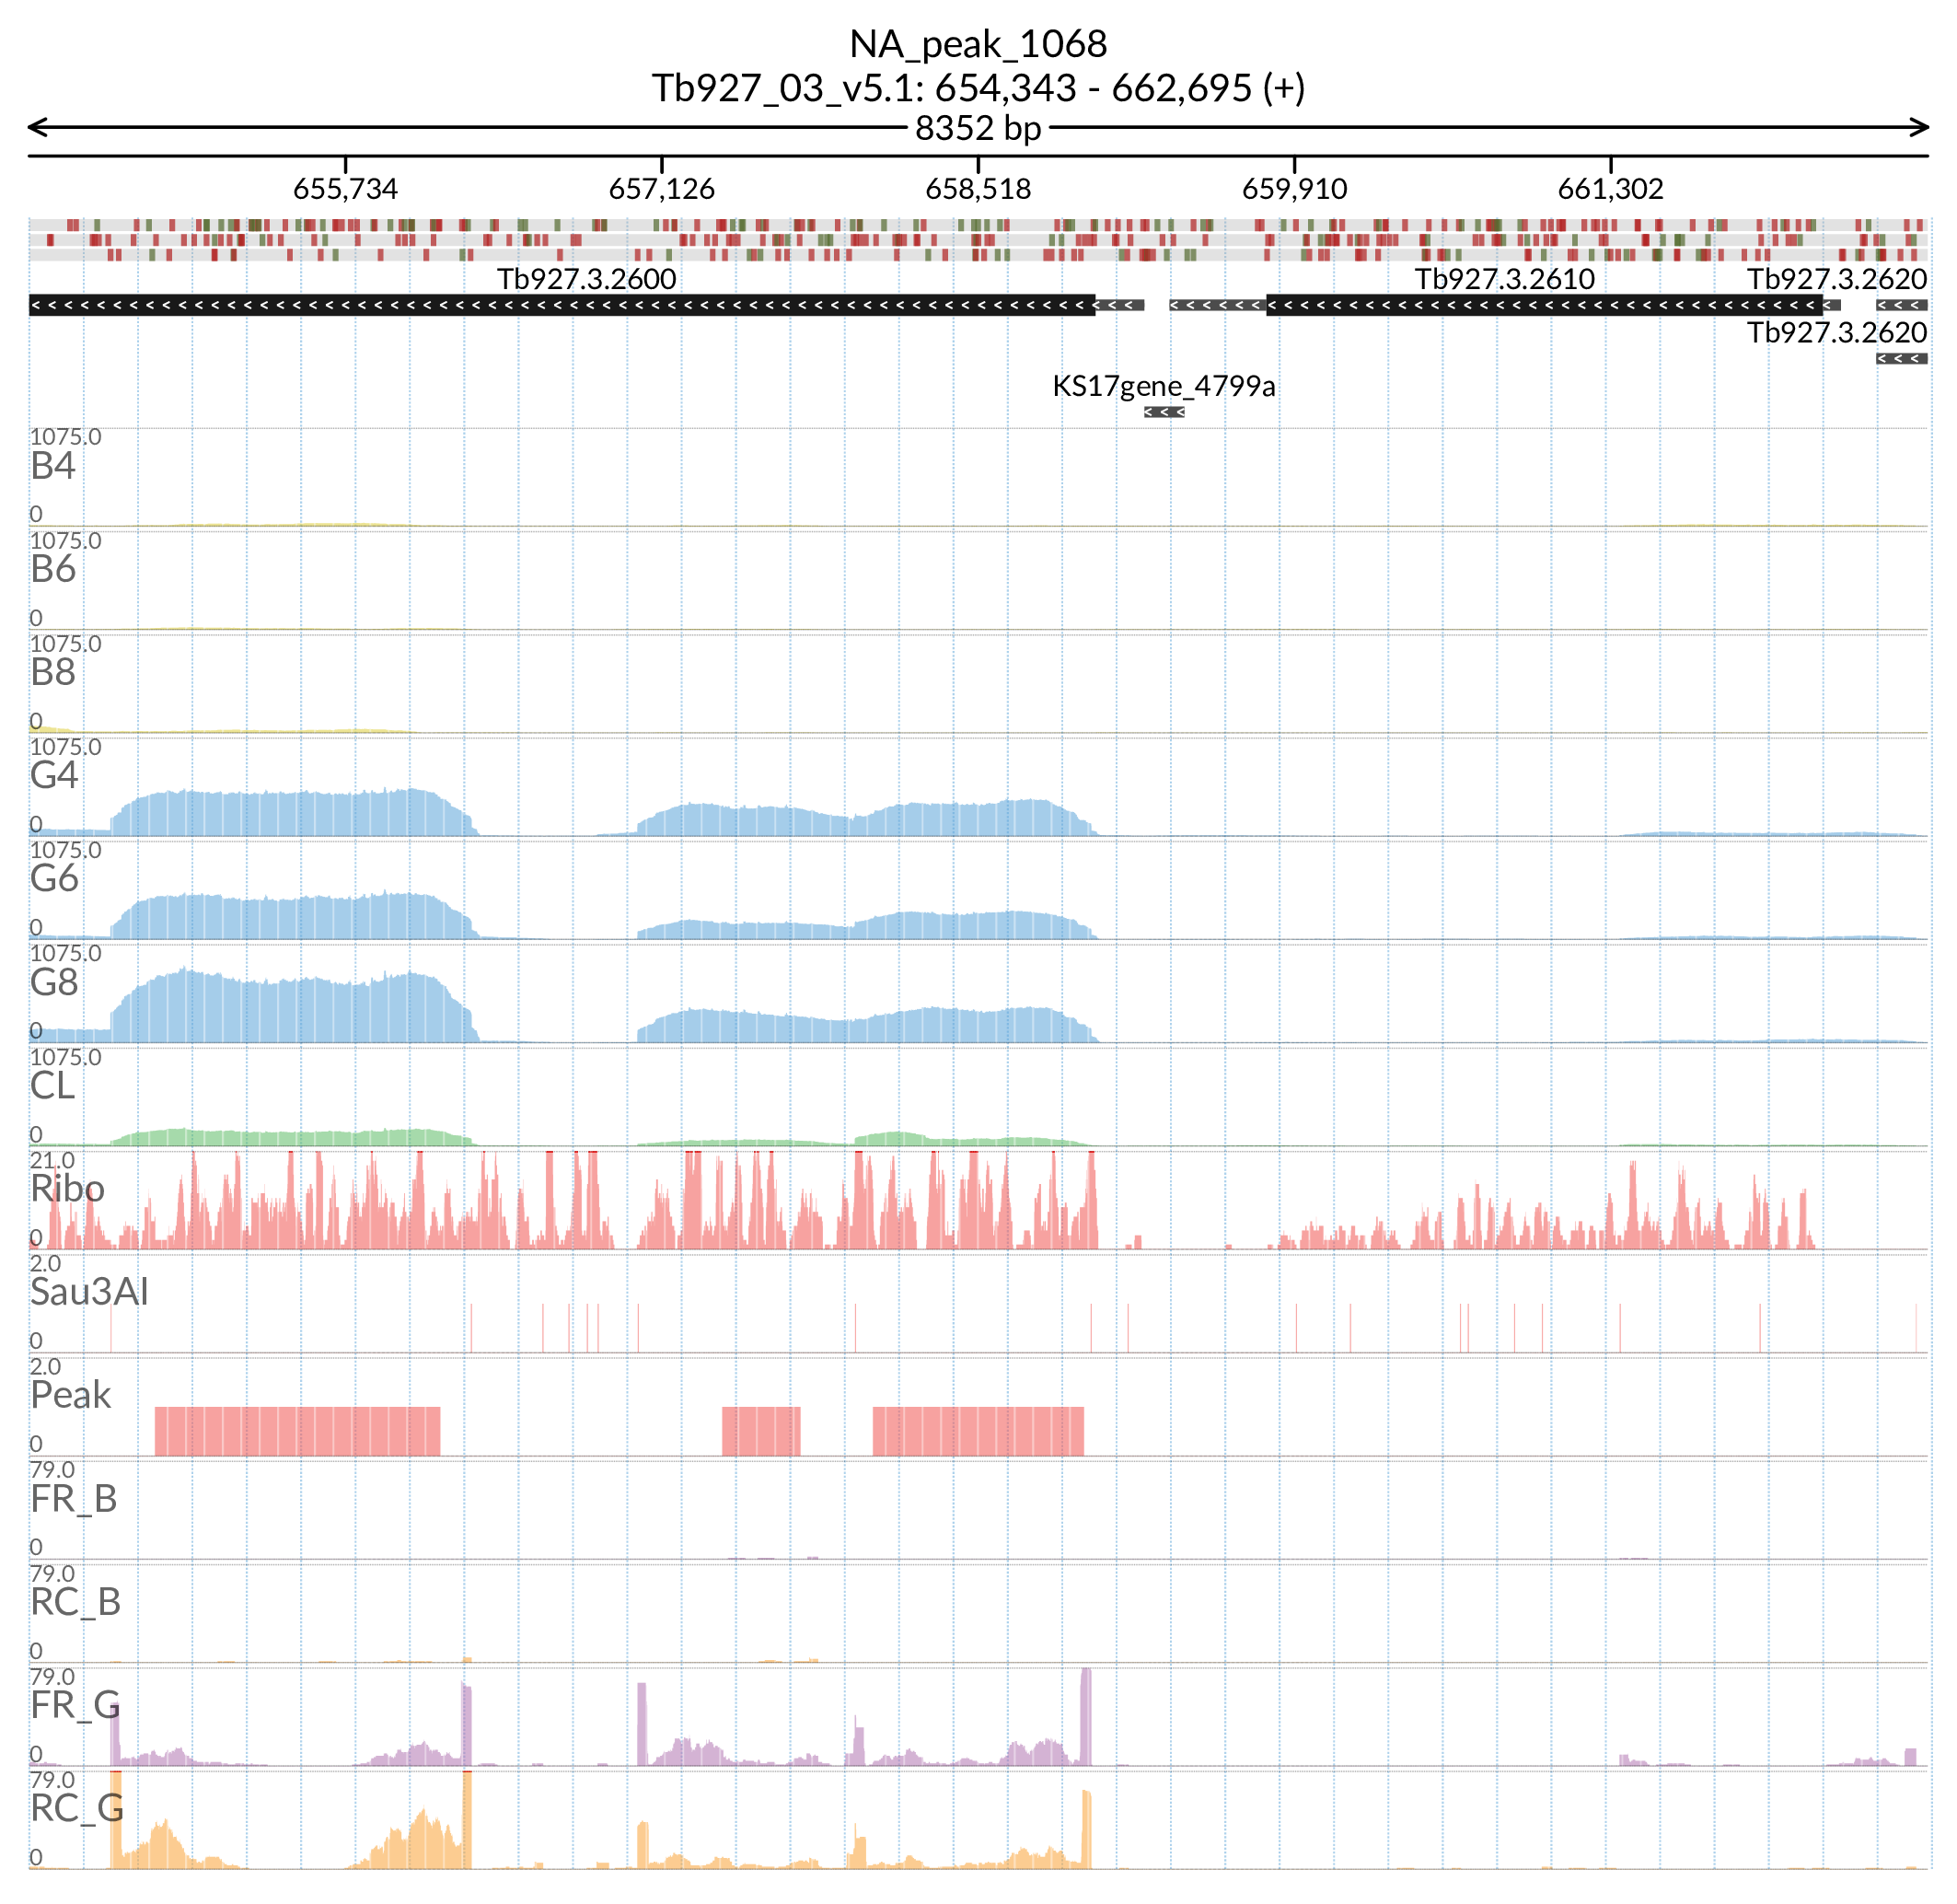 NA_peak_1068
Tb927_03_v5.1: 654,343 - 662,695 (+)
8352 bp
655,734 657,126 658,518 659,910 661,302
Tb927.3.2600 Tb927.3.2610 Tb927.3.2620
Tb927.3.2620
KS17gene_4799a
1075.0
B4
0
1075.0
B6
0
1075.0
B8
0
1075.0
G4
0
1075.0
G6
0
1075.0
G8
0
1075.0
CL
0
21.0
Ribo
0
2.0
Sau3AI
0
2.0
Peak
0
79.0
FR_B
0
79.0
RC_B
0
79.0
FR_G
0
79.0
RC_G
0